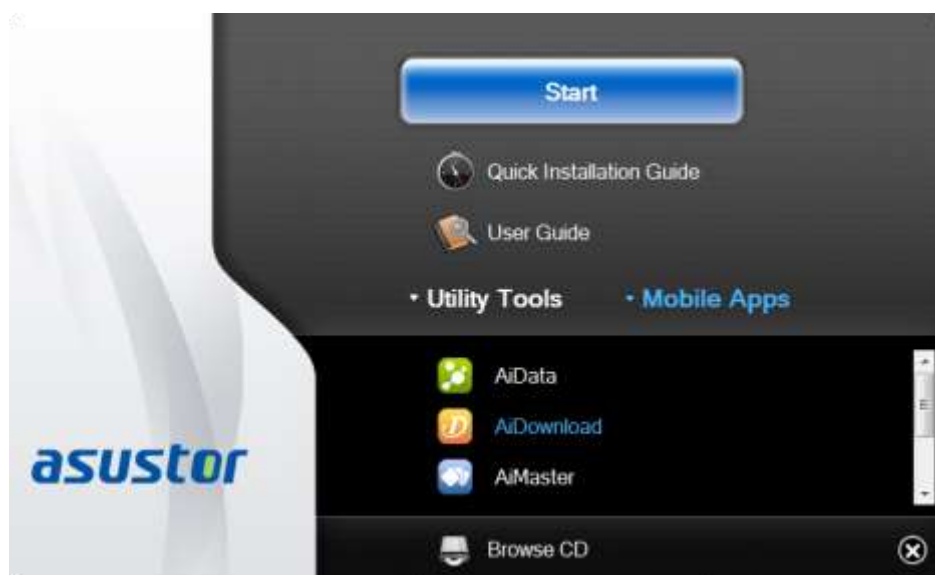 Start
Quick Installation Guide
User Guide
Utility Tools
Mobile Apps
AiData
AiDownload
AiMaster
asustor
Browse CD